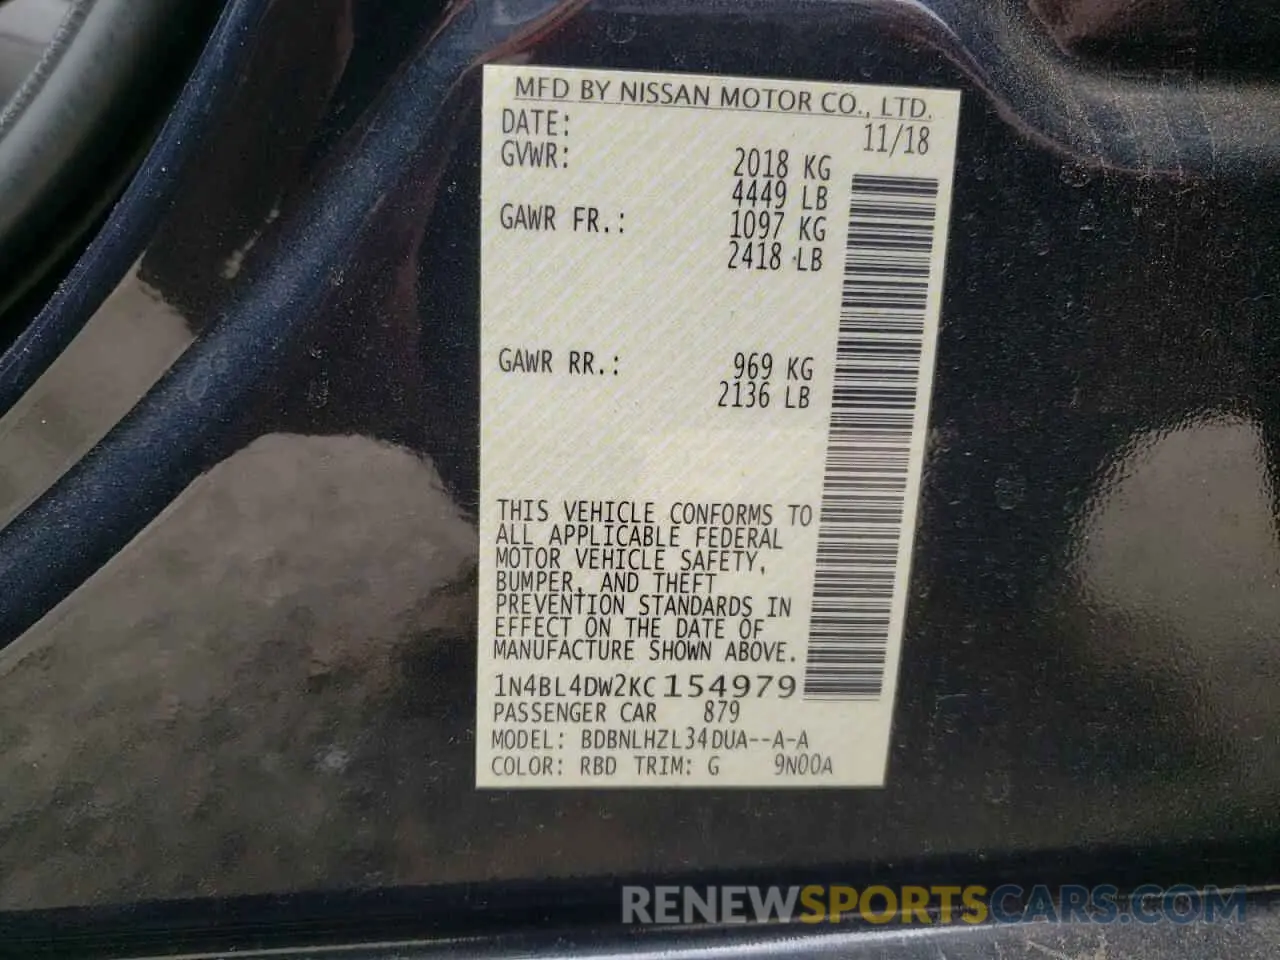 MFD BY NISSAN MOTOR CO., LTD.
DATE: 11/18
GVWR: 2018 KG
4449 LB
GAWR FR.: 1097 KG
2418 LB
GAWR RR.: 969 KG
2136 LB
THIS VEHICLE CONFORMS TO
ALL APPLICABLE FEDERAL
MOTOR VEHICLE SAFETY,
BUMPER, AND THEFT
PREVENTION STANDARDS IN
EFFECT ON THE DATE OF
MANUFACTURE SHOWN ABOVE.
1N4BL4DW2KC154979
PASSENGER CAR 879
MODEL: BDBNLHZL34DUA--A-A
COLOR: RBD TRIM: G 9N00A
RENEWSPORTSCARS.COM